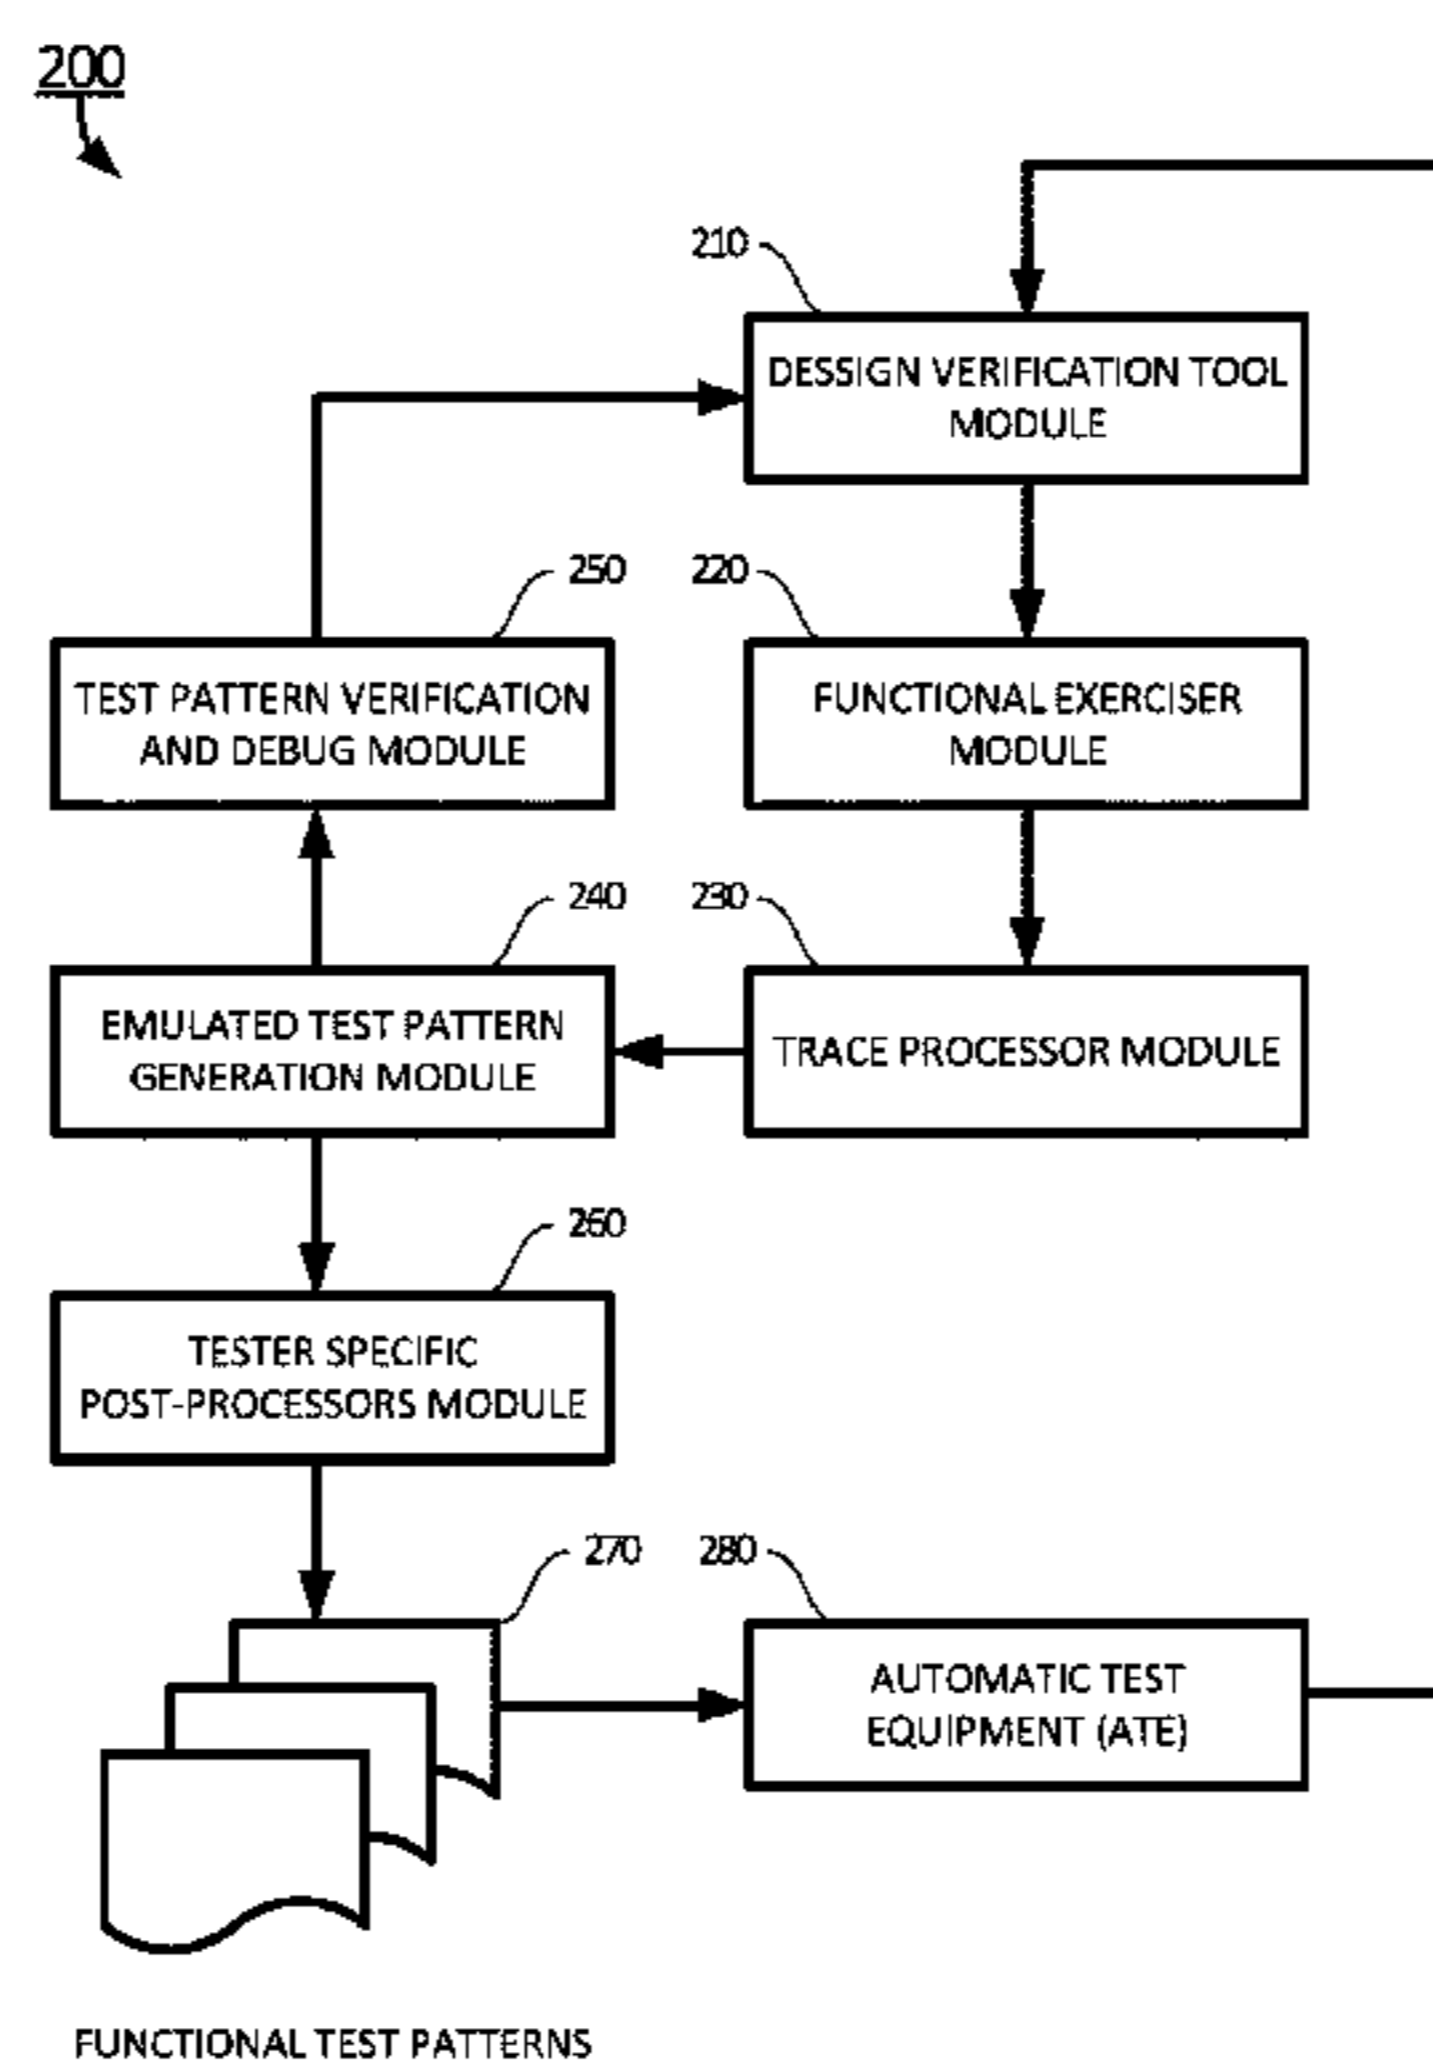 200
210
DESSIGN VERIFICATION TOOL
MODULE
250
220
TEST PATTERN VERIFICATION
AND DEBUG MODULE
FUNCTIONAL EXERCISER
MODULE
240
230
EMULATED TEST PATTERN
GENERATION MODULE
TRACE PROCESSOR MODULE
260
TESTER SPECIFIC
POST-PROCESSORS MODULE
270
280
AUTOMATIC TEST
EQUIPMENT (ATE)
FUNCTIONAL TEST PATTERNS